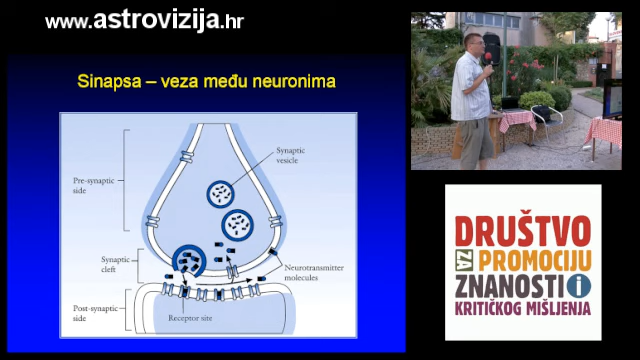 www.astrovizija.hr
Sinapsa – veza među neuronima
Synaptic
vesicle
Pre-synaptic
side
Synaptic
cleft
Neurotransmitter
molecules
Post-synaptic
side
Receptor site
DRUŠTVO
ZA PROMOCIJU
ZNANOSTI i
KRITIČKOG MIŠLJENJA